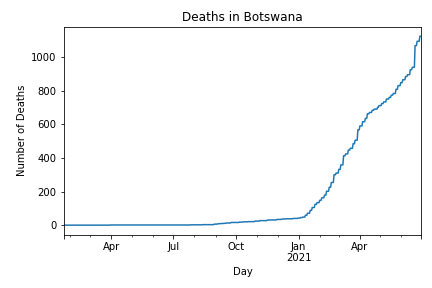 Deaths in Botswana
Number of Deaths
1000
800
600
400
200
0
Apr
Jul
Oct
Jan
2021
Apr
Day